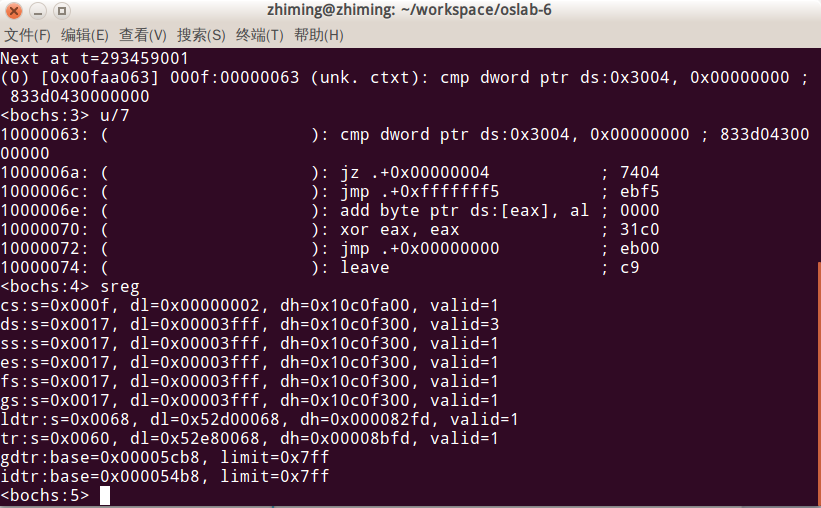 zhiming@zhiming: ~/workspace/oslab-6
文件(F) 编辑(E) 查看(V) 搜索(S) 终端(T) 帮助(H)
Next at t=293459001
(0) [0x00faa063] 000f:00000063 (unk. ctxt): cmp dword ptr ds:0x3004, 0x00000000 ;
 833d0430000000
<bochs:3> u/7
10000063: (                    ): cmp dword ptr ds:0x3004, 0x00000000 ; 833d04300
00000
1000006a: (                    ): jz .+0x00000004           ; 7404
1000006c: (                    ): jmp .+0xfffffff5          ; ebf5
1000006e: (                    ): add byte ptr ds:[eax], al ; 0000
10000070: (                    ): xor eax, eax              ; 31c0
10000072: (                    ): jmp .+0x00000000          ; eb00
10000074: (                    ): leave                     ; c9
<bochs:4> sreg
cs:s=0x000f, dl=0x00000002, dh=0x10c0fa00, valid=1
ds:s=0x0017, dl=0x00003fff, dh=0x10c0f300, valid=3
ss:s=0x0017, dl=0x00003fff, dh=0x10c0f300, valid=1
es:s=0x0017, dl=0x00003fff, dh=0x10c0f300, valid=1
fs:s=0x0017, dl=0x00003fff, dh=0x10c0f300, valid=1
gs:s=0x0017, dl=0x00003fff, dh=0x10c0f300, valid=1
ldtr:s=0x0068, dl=0x52d00068, dh=0x000082fd, valid=1
tr:s=0x0060, dl=0x52e80068, dh=0x00008bfd, valid=1
gdtr:base=0x00005cb8, limit=0x7ff
idtr:base=0x000054b8, limit=0x7ff
<bochs:5>